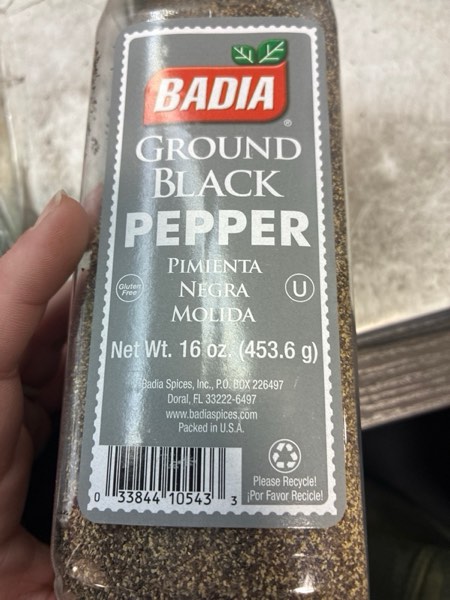 BADIA
®
GROUND
BLACK
PEPPER
PIMIENTA
NEGRA
MOLIDA
Gluten
Free
U
Net Wt. 16 oz. (453.6 g)
Badia Spices, Inc., P.O. BOX 226497
Doral, FL 33222-6497
www.badiaspices.com
Packed in U.S.A.
Please Recycle!
¡Por Favor Recicle!
0 33844 10543 3